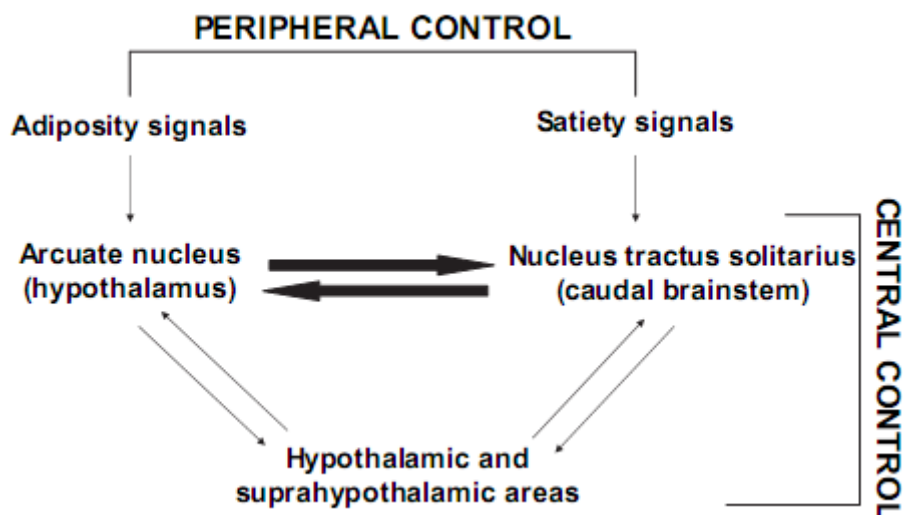 PERIPHERAL CONTROL
Adiposity signals
Satiety signals
Arcuate nucleus
(hypothalamus)
Nucleus tractus solitarius
(caudal brainstem)
Hypothalamic and
suprahypothalamic areas
CENTRAL CONTROL